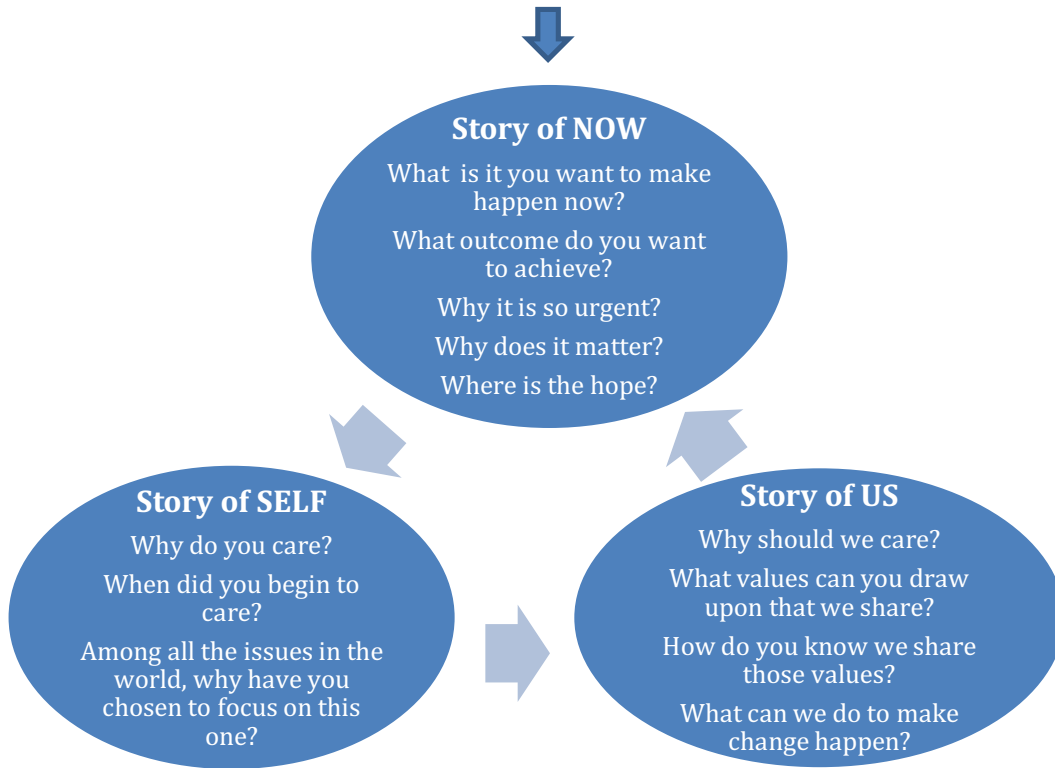 Story of NOW
What is it you want to make
happen now?
What outcome do you want
to achieve?
Why it is so urgent?
Why does it matter?
Where is the hope?
Story of SELF
Why do you care?
When did you begin to
care?
Among all the issues in the
world, why have you
chosen to focus on this
one?
Story of US
Why should we care?
What values can you draw
upon that we share?
How do you know we share
those values?
What can we do to make
change happen?